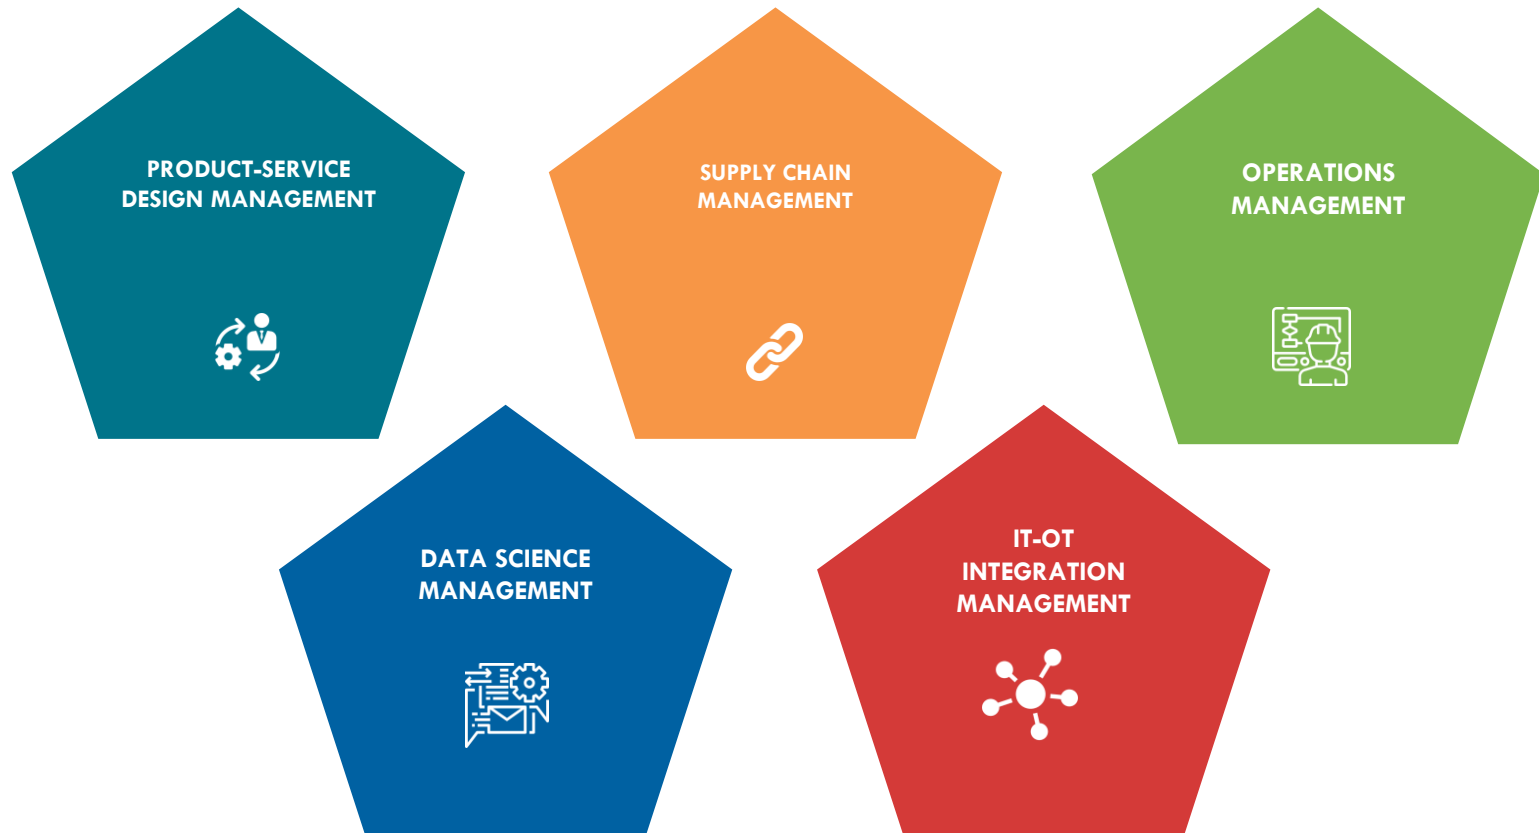 PRODUCT-SERVICE
DESIGN MANAGEMENT
SUPPLY CHAIN
MANAGEMENT
OPERATIONS
MANAGEMENT
DATA SCIENCE
MANAGEMENT
IT-OT
INTEGRATION
MANAGEMENT